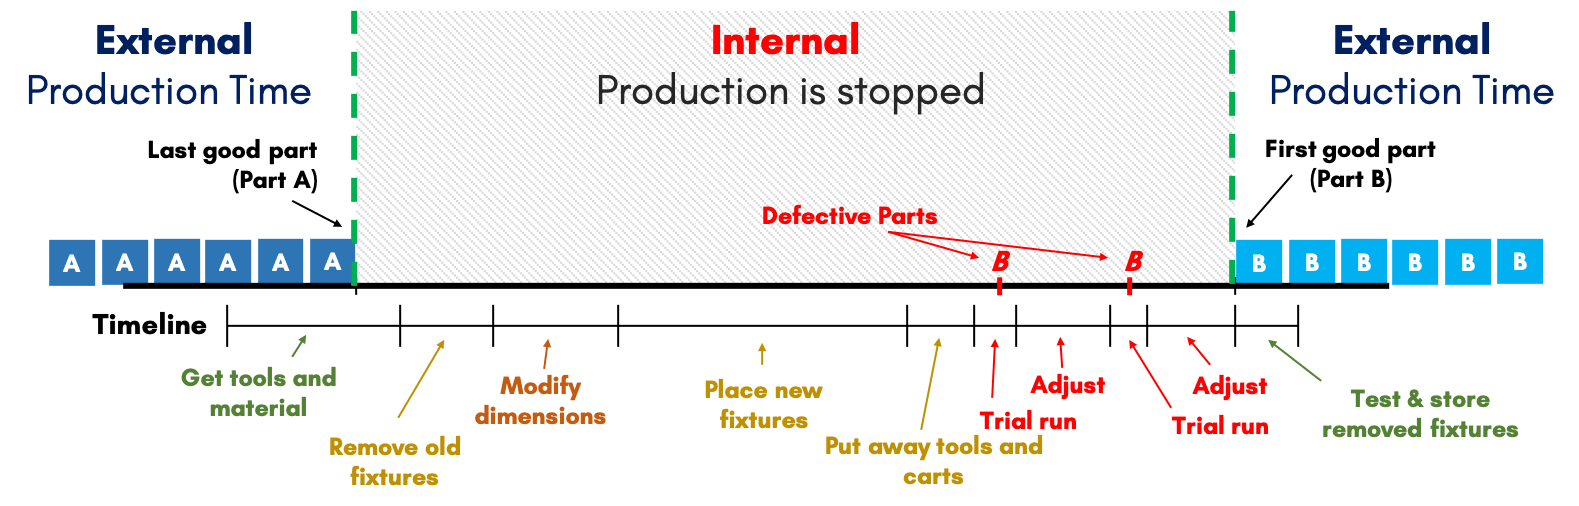 External
Production Time
Internal
Production is stopped
External
Production Time
Last good part
(Part A)
First good part
(Part B)
Defective Parts
A A A A A A
B B
B B B B B B
Timeline
Get tools and
material
Remove old
fixtures
Modify
dimensions
Place new
fixtures
Put away tools and
carts
Trial run
Adjust
Trial run
Adjust
Test & store
removed fixtures